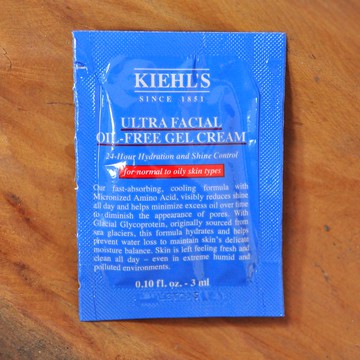 KIEHL'S
SINCE 1851
ULTRA FACIAL
OIL-FREE GEL CREAM
24-Hour Hydration and Shine Control
for normal to oily skin types
Our fast-absorbing, cooling formula with
Micronized Amino Acid, visibly reduces shine
all day and helps minimize excess oil over time
to diminish the appearance of pores. With
Glacial Glycoprotein, originally sourced from
sea glaciers, this formula hydrates and helps
prevent water loss to maintain skin's delicate
moisture balance. Skin is left feeling fresh and
clean all day – even in extreme humid and
polluted environments.
0.10 fl. oz. - 3 ml